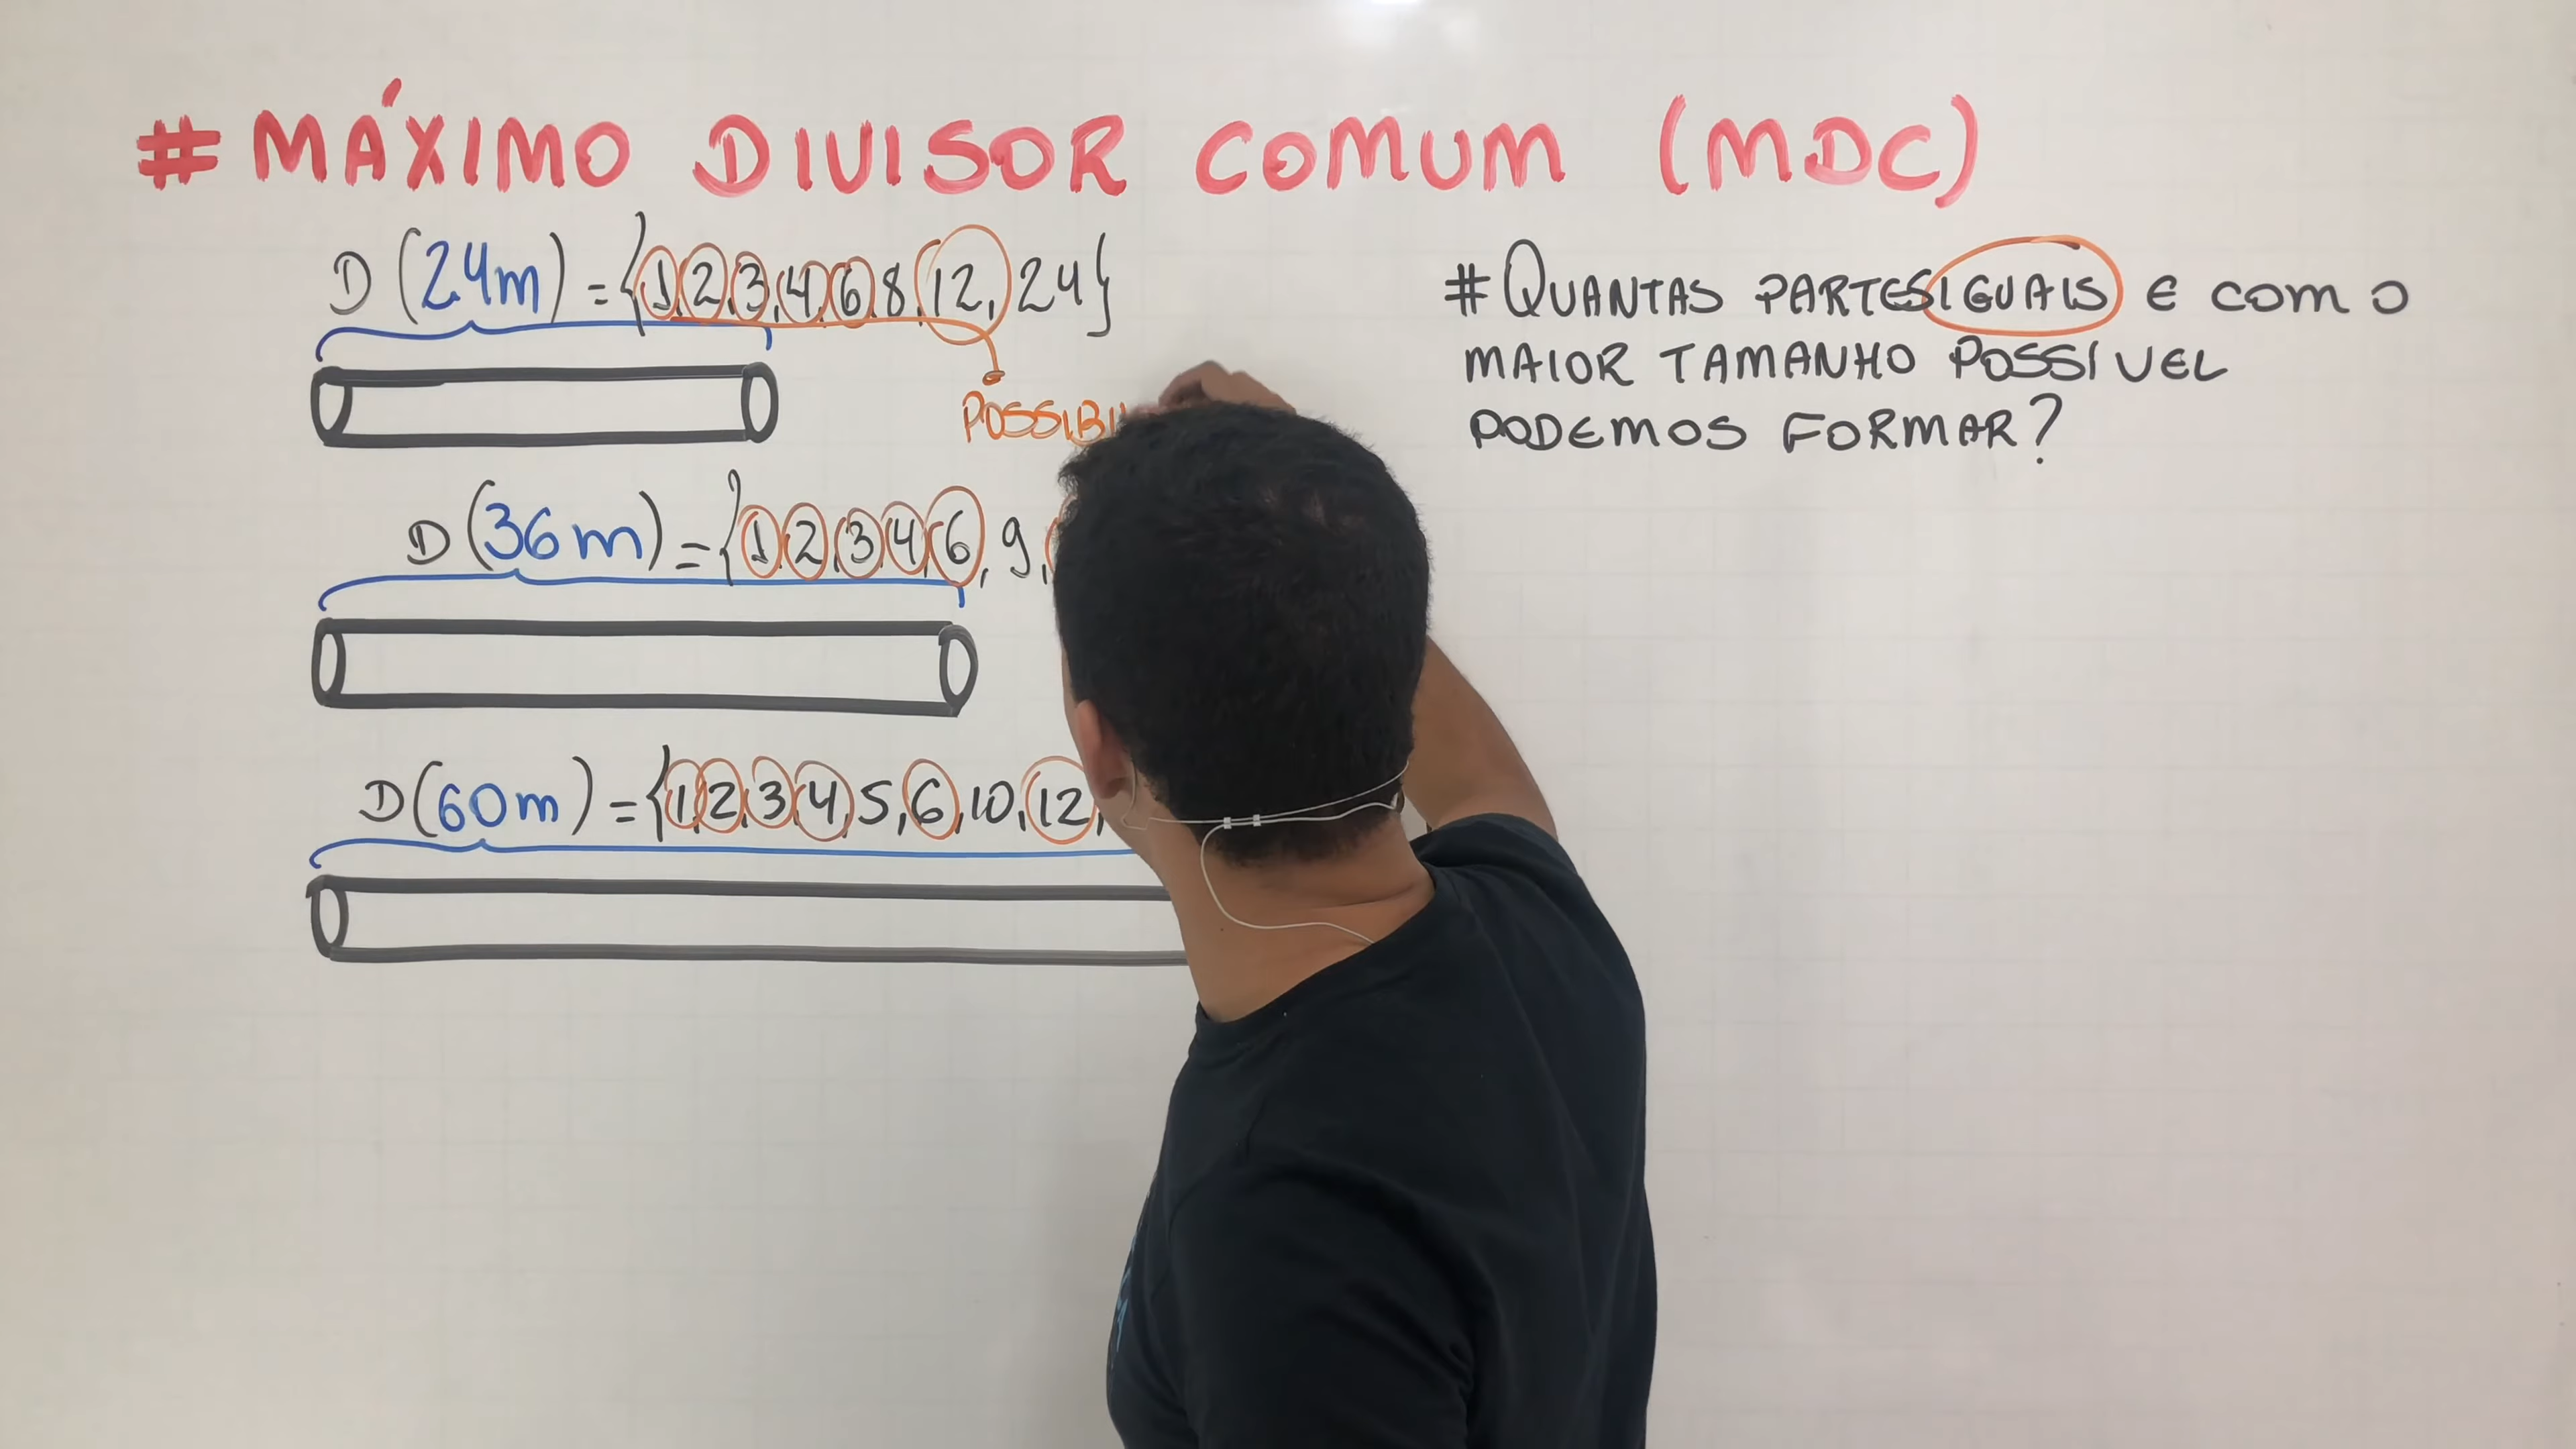 # MÁXIMO DIVISOR COMUM (MDC)
D (24m) = {1, 2, 3, 4, 6, 8, 12, 24}
D (36m) = {1, 2, 3, 4, 6, 9,
D (60m) = {1, 2, 3, 4, 5, 6, 10, 12,
# QUANTAS PARTES IGUAIS E COM O
MAIOR TAMANHO POSSÍVEL
PODEMOS FORMAR?